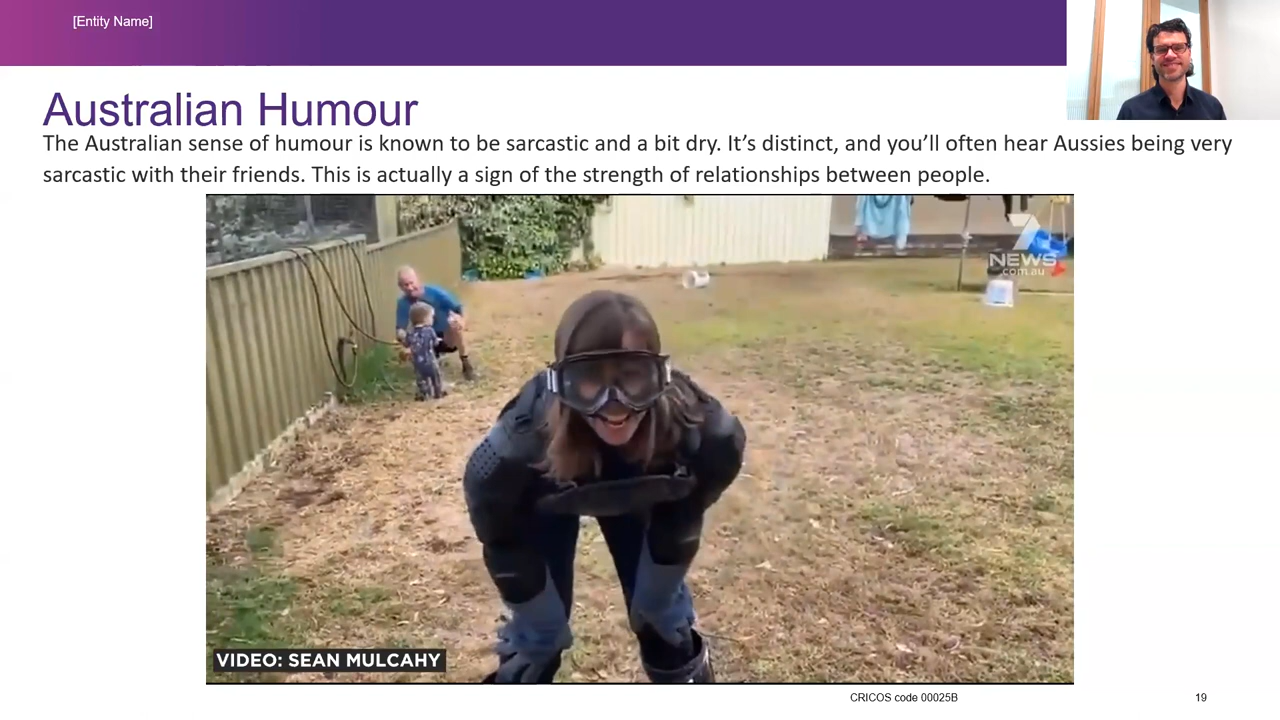 [Entity Name]
Australian Humour
The Australian sense of humour is known to be sarcastic and a bit dry. It’s distinct, and you’ll often hear Aussies being very
sarcastic with their friends. This is actually a sign of the strength of relationships between people.
7
NEWS
.com.au
VIDEO: SEAN MULCAHY
CRICOS code 00025B
19